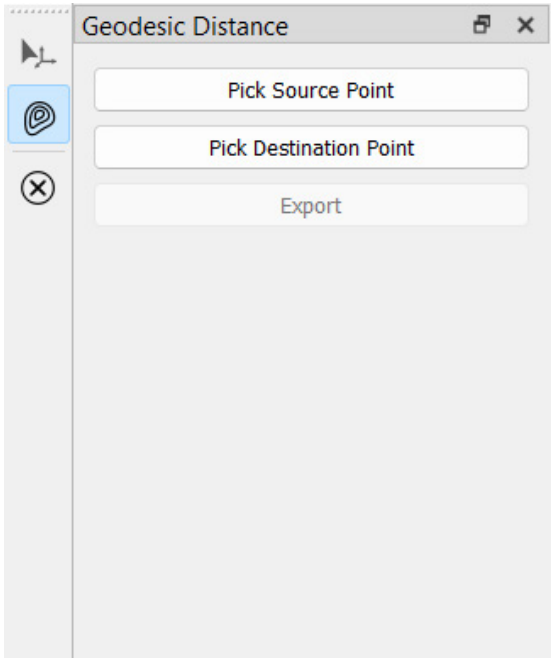 Geodesic Distance
Pick Source Point
Pick Destination Point
Export